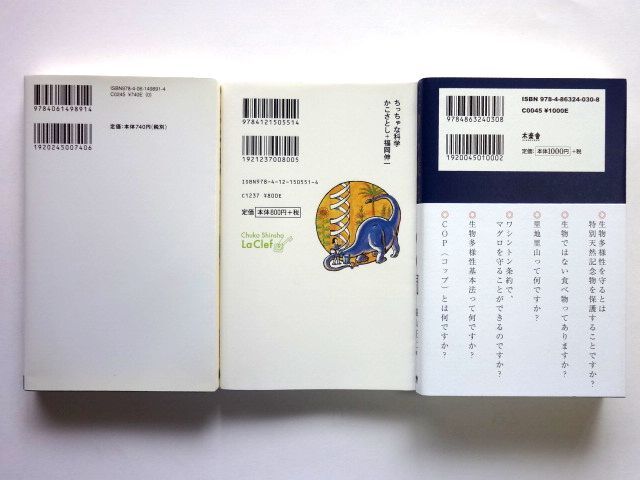 9784061498914
1920245007406
ISBN978-4-06-149891-4
C0245 ¥740E (0)
定価：本体740円(税別)
9784121505514
1921237008005
ちっちゃな科学
かこさとし+福岡伸一
ISBN978-4-12-150551-4
C1237 ¥800E
定価 本体800円+税
Chuko Shinsho
La Clef
9784863240308
1920045010002
ISBN 978-4-86324-030-8
C0045 ¥1000E
木楽舎
定価： 本体1000円 +税
生物多様性を守るとは
特別天然記念物を保護することですか？
生物ではない食べ物ってありますか？
里地里山って何ですか？
ワシントン条約で、
マグロを守ることができるのですか？
生物多様性基本法って何ですか？
COP（コップ）とは何ですか？